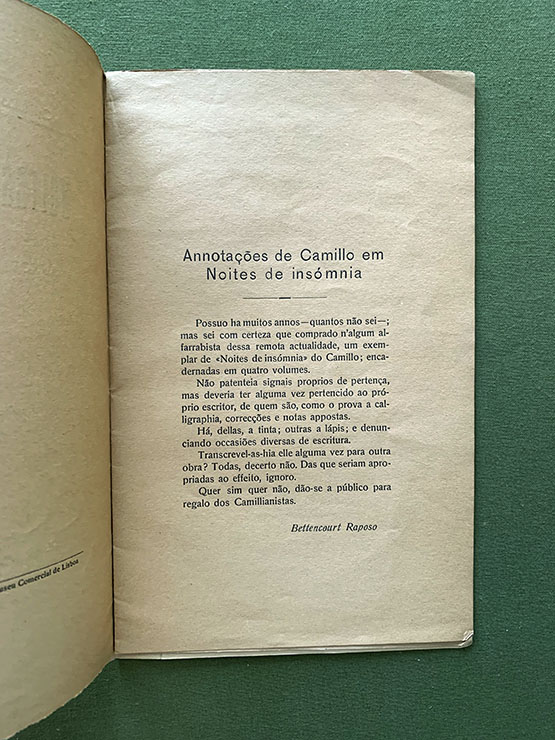 Annotações de Camillo em
Noites de insómnia
Possuo ha muitos annos—quantos não sei—;
mas sei com certeza que comprado n'algum al-
farrabista dessa remota actualidade, um exem-
plar de «Noites de insómnia» do Camillo; enca-
dernadas em quatro volumes.
Não patenteia signais proprios de pertença,
mas deveria ter alguma vez pertencido ao pró-
prio escritor, de quem são, como o prova a cal-
ligraphia, correcções e notas appostas.
Há, dellas, a tinta; outras a lápis; e denun-
ciando occasiões diversas de escritura.
Transcrevel-as-hia elle alguma vez para outra
obra? Todas, decerto não. Das que seriam apro-
priadas ao effeito, ignoro.
Quer sim quer não, dão-se a público para
regalo dos Camillianistas.
Bettencourt Raposo
Comercial de Lisboa